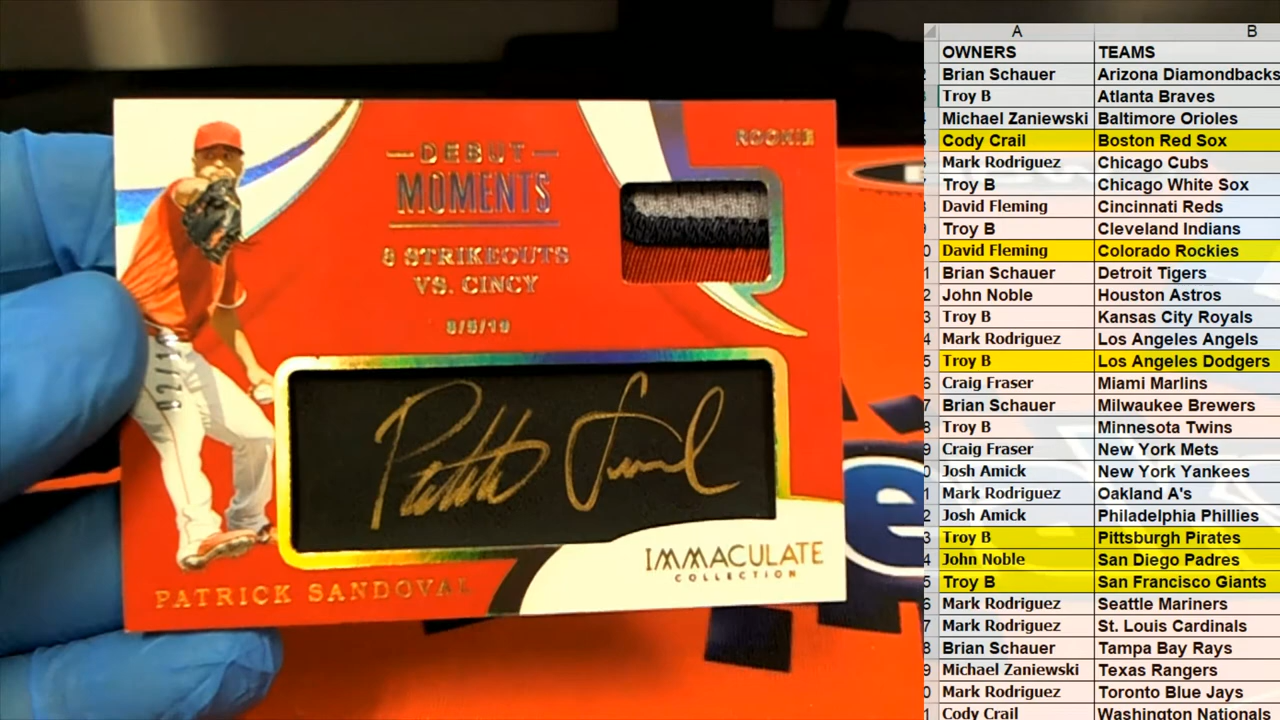 ROOKIE
DEBUT
MOMENTS
8 STRIKEOUTS
VS. CINCY
8/5/19
IMMACULATE
COLLECTION
PATRICK SANDOVAL
A B
OWNERS TEAMS
Brian Schauer Arizona Diamondbacks
Troy B Atlanta Braves
Michael Zaniewski Baltimore Orioles
Cody Crail Boston Red Sox
Mark Rodriguez Chicago Cubs
Troy B Chicago White Sox
David Fleming Cincinnati Reds
Troy B Cleveland Indians
David Fleming Colorado Rockies
Brian Schauer Detroit Tigers
John Noble Houston Astros
Troy B Kansas City Royals
Mark Rodriguez Los Angeles Angels
Troy B Los Angeles Dodgers
Craig Fraser Miami Marlins
Brian Schauer Milwaukee Brewers
Troy B Minnesota Twins
Craig Fraser New York Mets
Josh Amick New York Yankees
Mark Rodriguez Oakland A's
Josh Amick Philadelphia Phillies
Troy B Pittsburgh Pirates
John Noble San Diego Padres
Troy B San Francisco Giants
Mark Rodriguez Seattle Mariners
Mark Rodriguez St. Louis Cardinals
Brian Schauer Tampa Bay Rays
Michael Zaniewski Texas Rangers
Mark Rodriguez Toronto Blue Jays
Cody Crail Washington Nationals